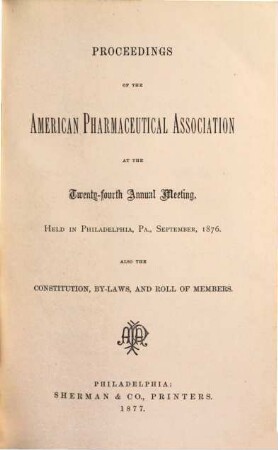 PROCEEDINGS
OF THE
AMERICAN PHARMACEUTICAL ASSOCIATION
AT THE
Twenty-fourth Annual Meeting,
HELD IN PHILADELPHIA, PA., SEPTEMBER, 1876.
ALSO THE
CONSTITUTION, BY-LAWS, AND ROLL OF MEMBERS.
PHILADELPHIA:
SHERMAN & CO., PRINTERS.
1877.